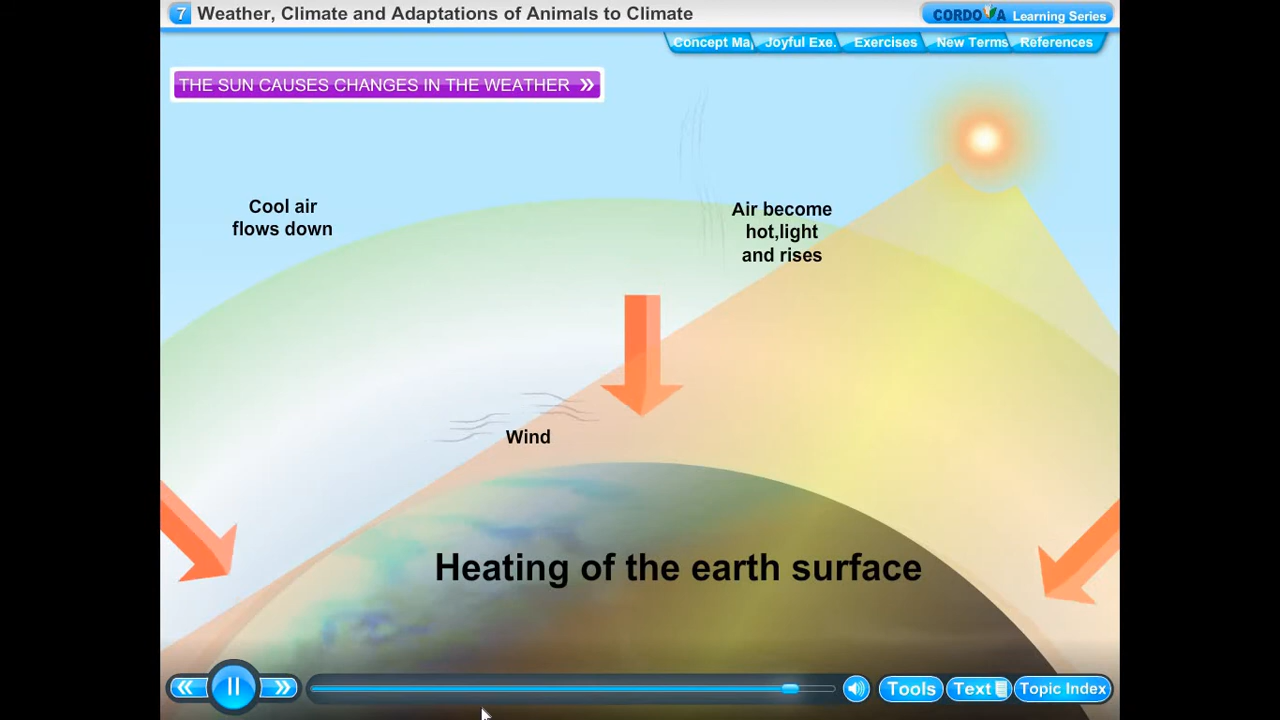 7 Weather, Climate and Adaptations of Animals to Climate
CORDOVA Learning Series
Concept Ma
Joyful Exe.
Exercises
New Terms
References
THE SUN CAUSES CHANGES IN THE WEATHER »
Cool air
flows down
Air become
hot,light
and rises
Wind
Heating of the earth surface
Tools
Text
Topic Index